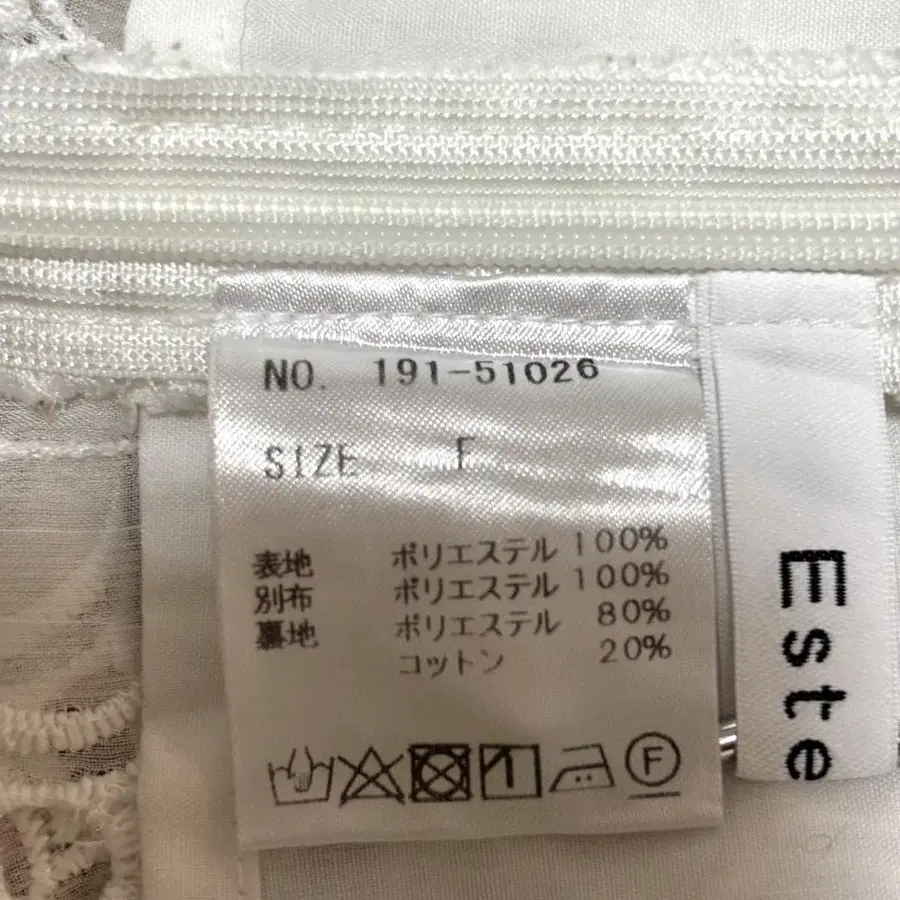 NO. 191-51026
SIZE F
表地 ポリエステル 100%
別布 ポリエステル 100%
裏地 ポリエステル 80%
コットン 20%
F
Este